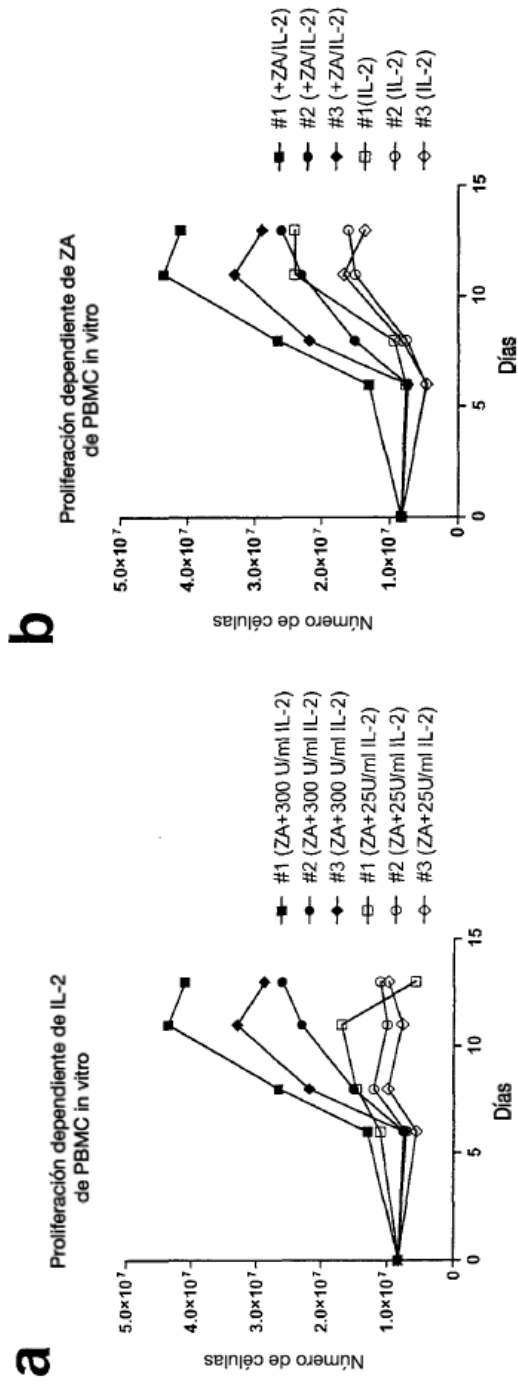 a
Proliferación dependiente de IL-2
de PBMC in vitro
Número de células
5.0×10⁷
4.0×10⁷
3.0×10⁷
2.0×10⁷
1.0×10⁷
0
0
5
10
15
Días
#1 (ZA+300 U/ml IL-2)
#2 (ZA+300 U/ml IL-2)
#3 (ZA+300 U/ml IL-2)
#1 (ZA+25U/ml IL-2)
#2 (ZA+25U/ml IL-2)
#3 (ZA+25U/ml IL-2)
b
Proliferación dependiente de ZA
de PBMC in vitro
Número de células
5.0×10⁷
4.0×10⁷
3.0×10⁷
2.0×10⁷
1.0×10⁷
0
0
5
10
15
Días
#1 (+ZA/IL-2)
#2 (+ZA/IL-2)
#3 (+ZA/IL-2)
#1(IL-2)
#2 (IL-2)
#3 (IL-2)